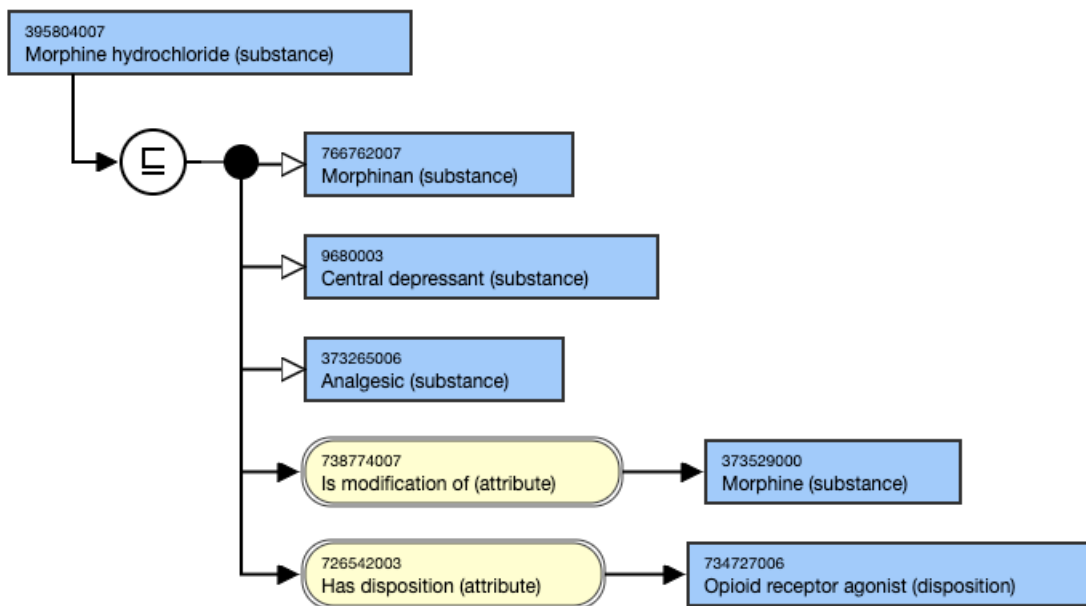 395804007
Morphine hydrochloride (substance)
⊑
766762007
Morphinan (substance)
9680003
Central depressant (substance)
373265006
Analgesic (substance)
738774007
Is modification of (attribute)
373529000
Morphine (substance)
726542003
Has disposition (attribute)
734727006
Opioid receptor agonist (disposition)